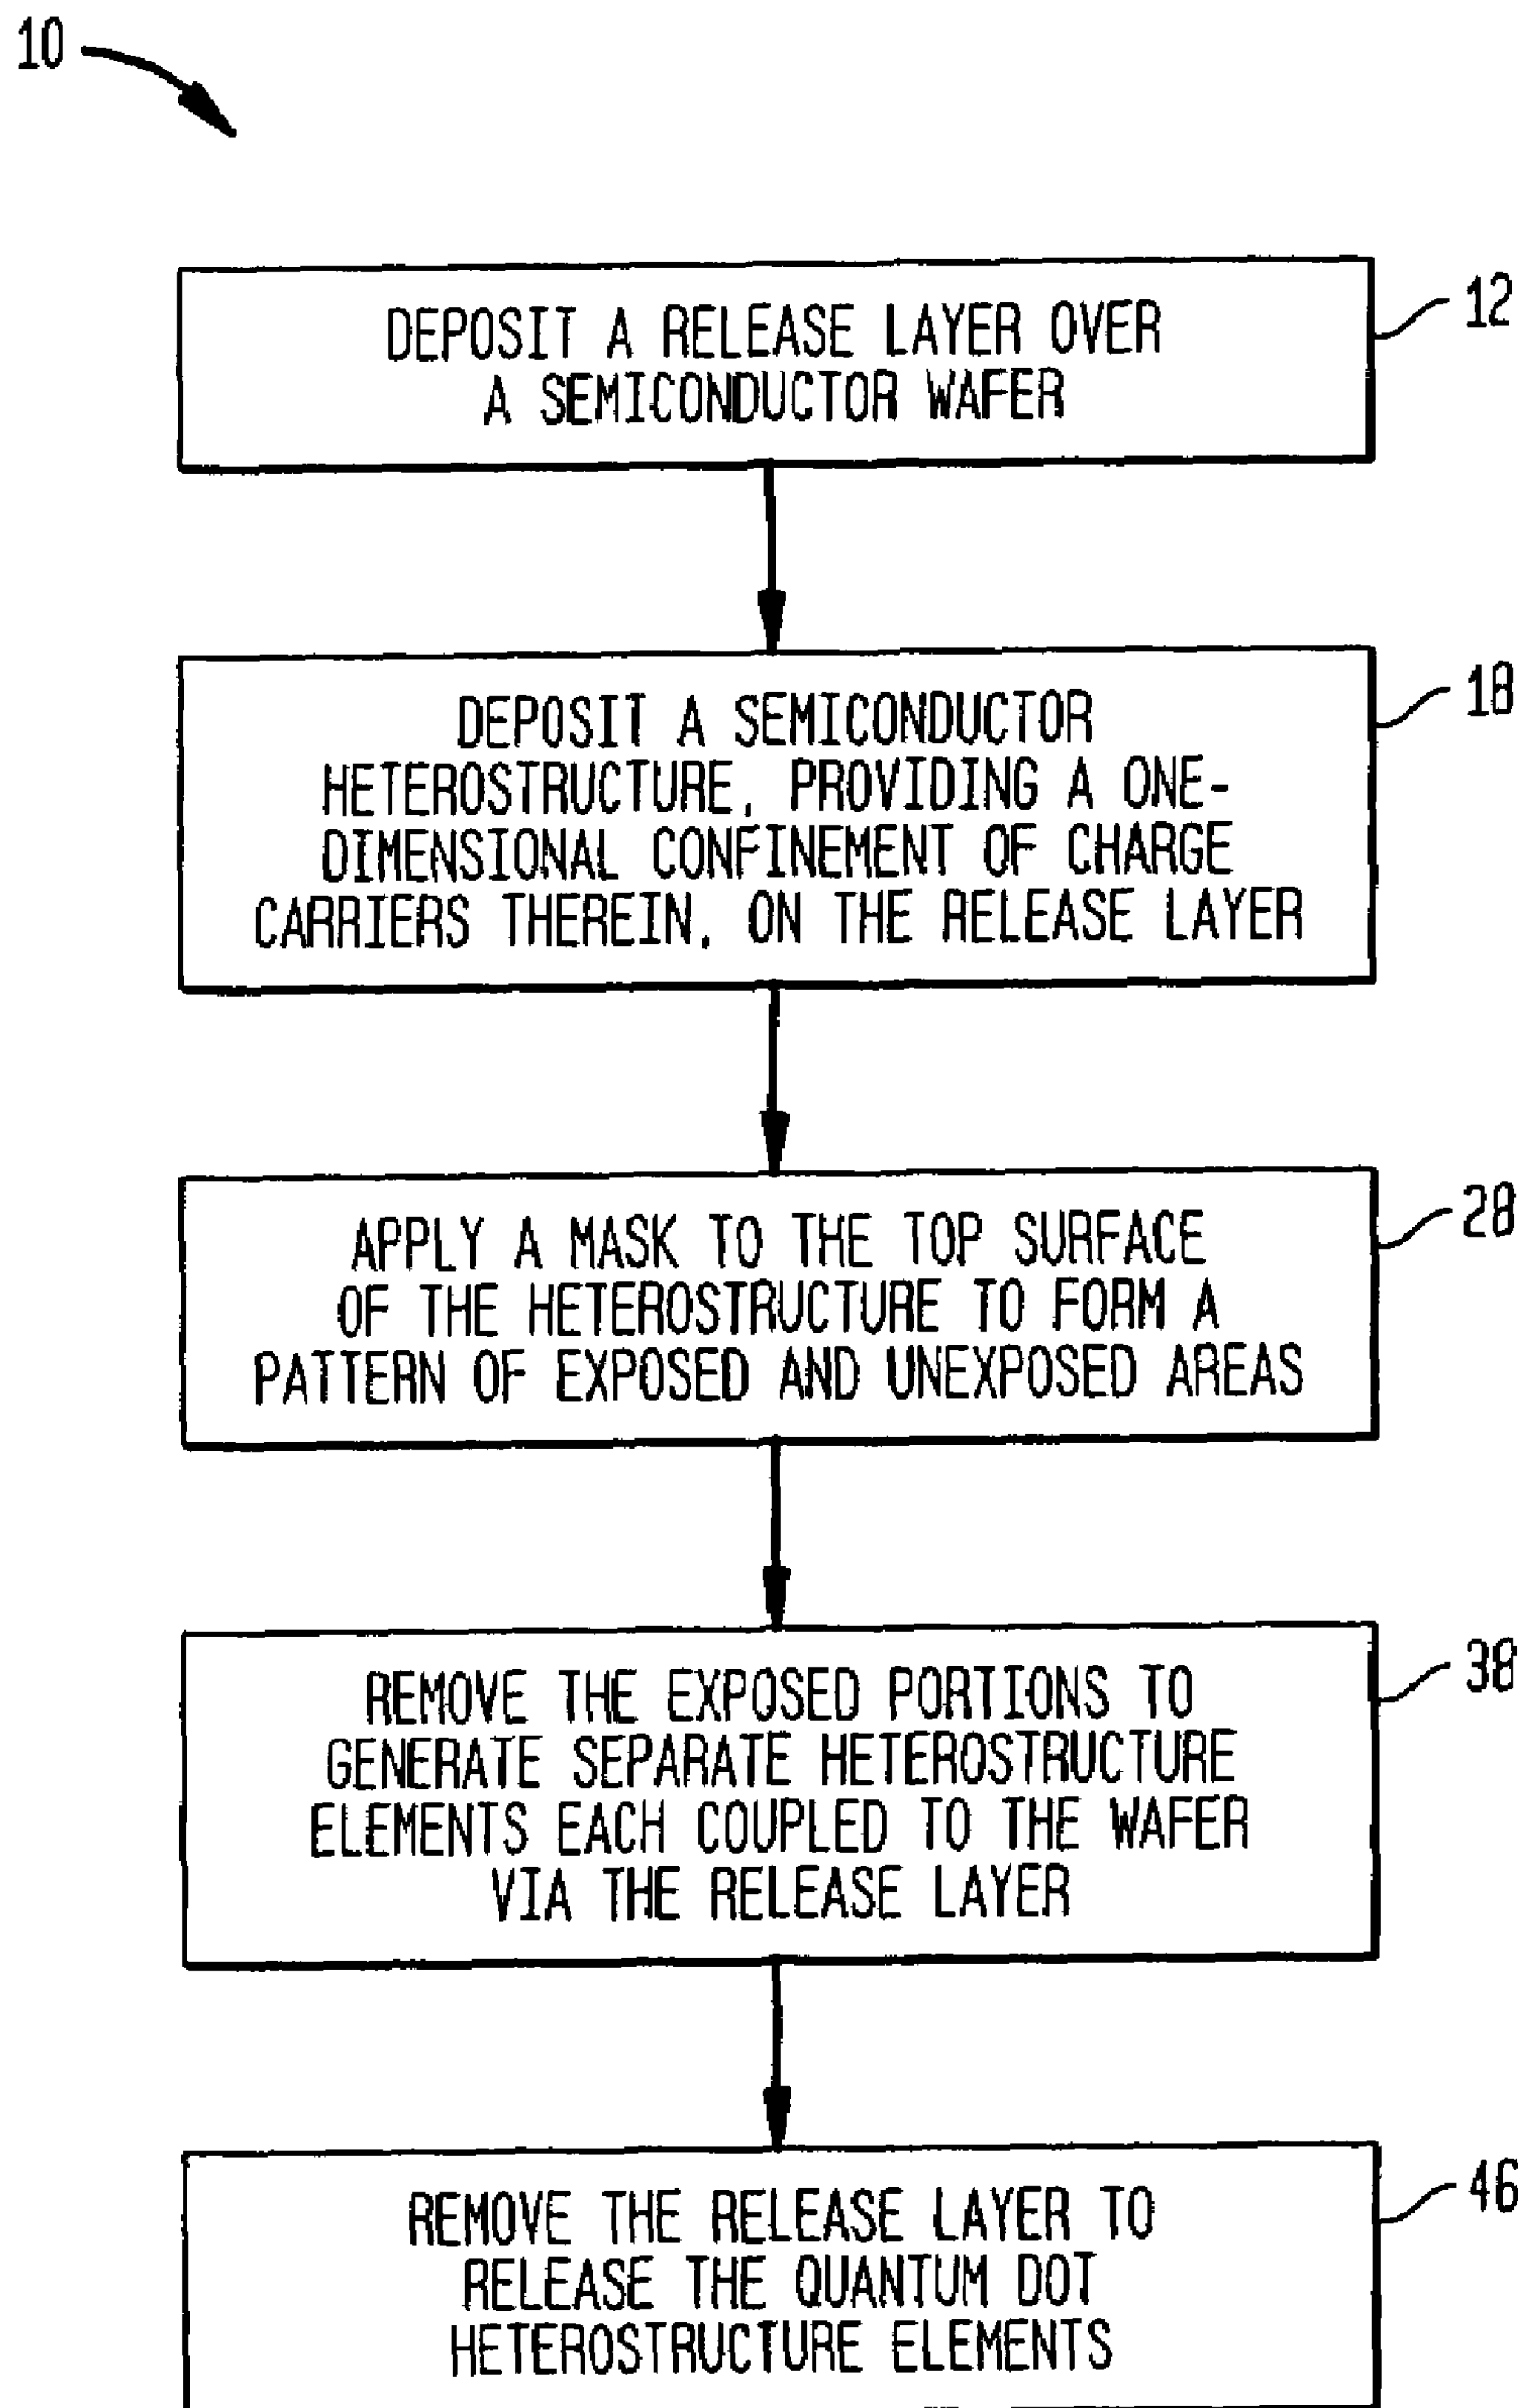 10
DEPOSIT A RELEASE LAYER OVER
A SEMICONDUCTOR WAFER
12
DEPOSIT A SEMICONDUCTOR
HETEROSTRUCTURE, PROVIDING A ONE-
DIMENSIONAL CONFINEMENT OF CHARGE
CARRIERS THEREIN, ON THE RELEASE LAYER
18
APPLY A MASK TO THE TOP SURFACE
OF THE HETEROSTRUCTURE TO FORM A
PATTERN OF EXPOSED AND UNEXPOSED AREAS
28
REMOVE THE EXPOSED PORTIONS TO
GENERATE SEPARATE HETEROSTRUCTURE
ELEMENTS EACH COUPLED TO THE WAFER
VIA THE RELEASE LAYER
38
REMOVE THE RELEASE LAYER TO
RELEASE THE QUANTUM DOT
HETEROSTRUCTURE ELEMENTS
46